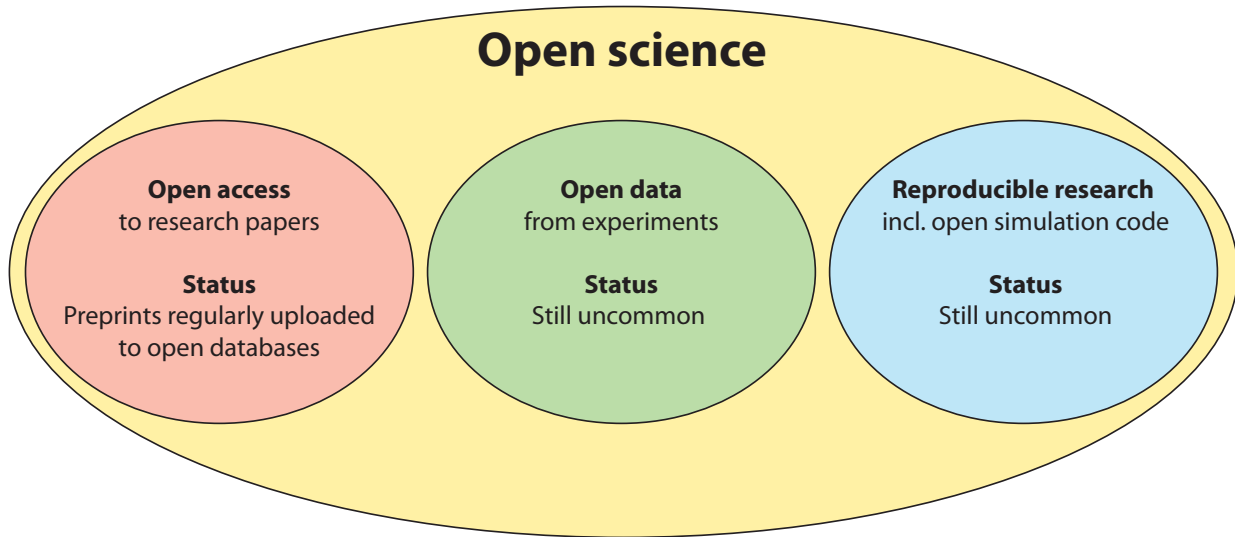 Open science
Open access
to research papers
Status
Preprints regularly uploaded
to open databases
Open data
from experiments
Status
Still uncommon
Reproducible research
incl. open simulation code
Status
Still uncommon